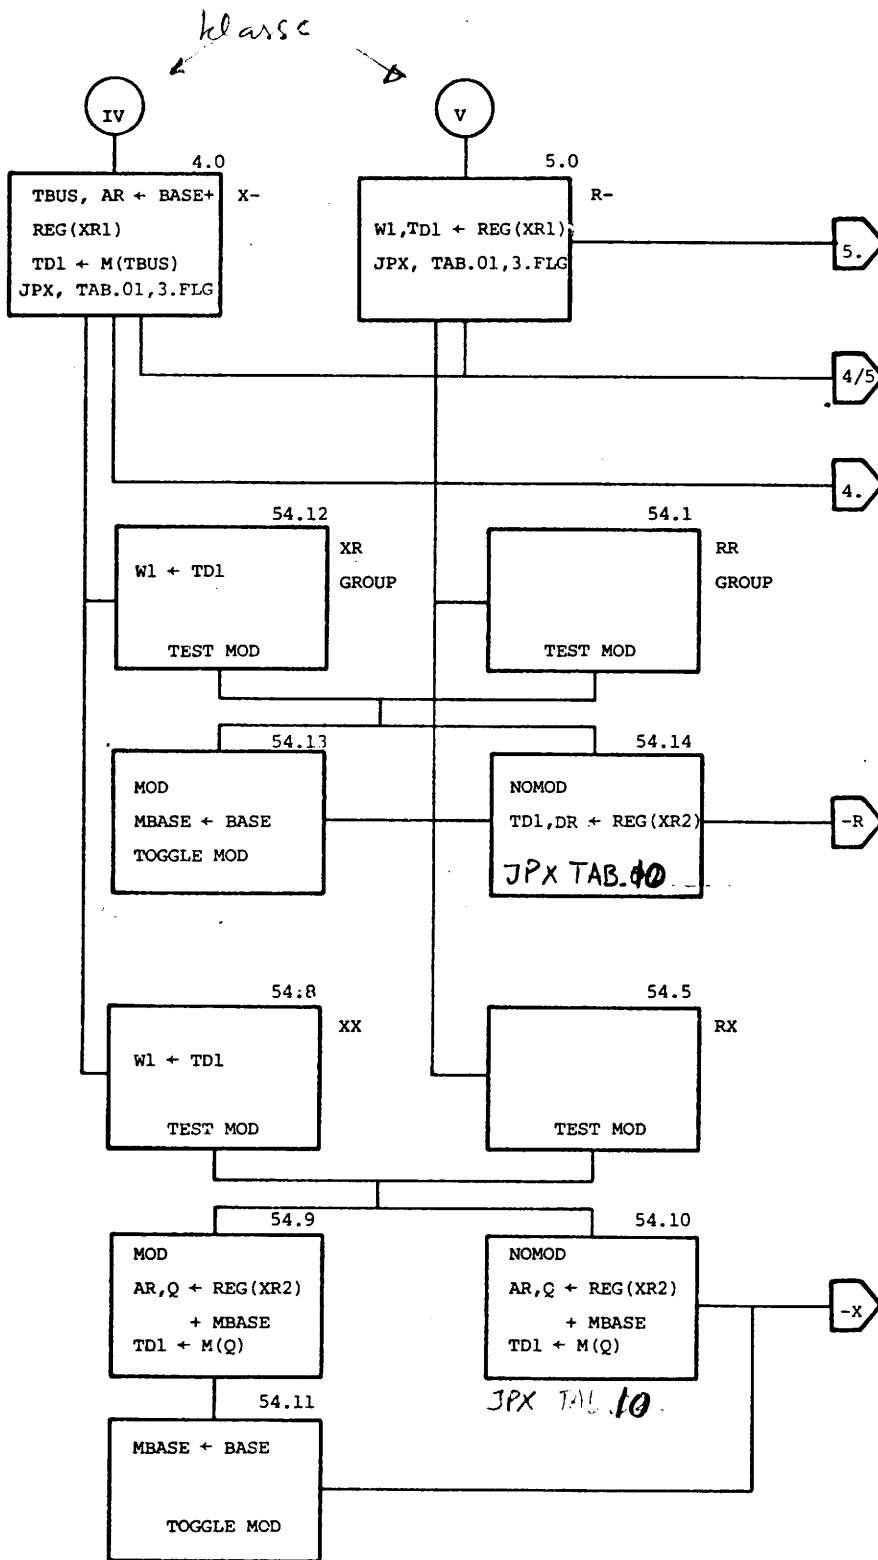 klasse
IV
V
4.0
5.0
TBUS, AR ← BASE+
X-
REG(XR1)
TD1 ← M(TBUS)
JPX, TAB.01,3.FLG
R-
W1,TD1 ← REG(XR1)
JPX, TAB.01,3.FLG
5.
4/5
4.
54.12
XR
GROUP
W1 ← TD1
TEST MOD
54.1
RR
GROUP
TEST MOD
54.13
MOD
MBASE ← BASE
TOGGLE MOD
54.14
NOMOD
TD1,DR ← REG(XR2)
JPX TAB.10
-R
54.8
XX
W1 ← TD1
TEST MOD
54.5
RX
TEST MOD
54.9
MOD
AR,Q ← REG(XR2)
+ MBASE
TD1 ← M(Q)
54.10
NOMOD
AR,Q ← REG(XR2)
+ MBASE
TD1 ← M(Q)
JPX TAB.10
-X
54.11
MBASE ← BASE
TOGGLE MOD